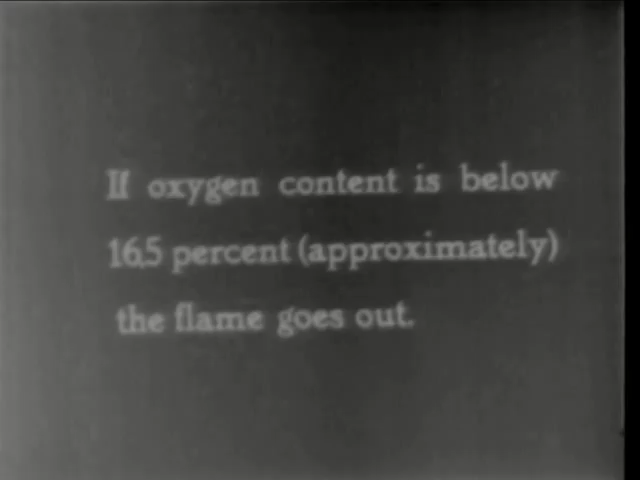 If oxygen content is below
16.5 percent (approximately)
the flame goes out.